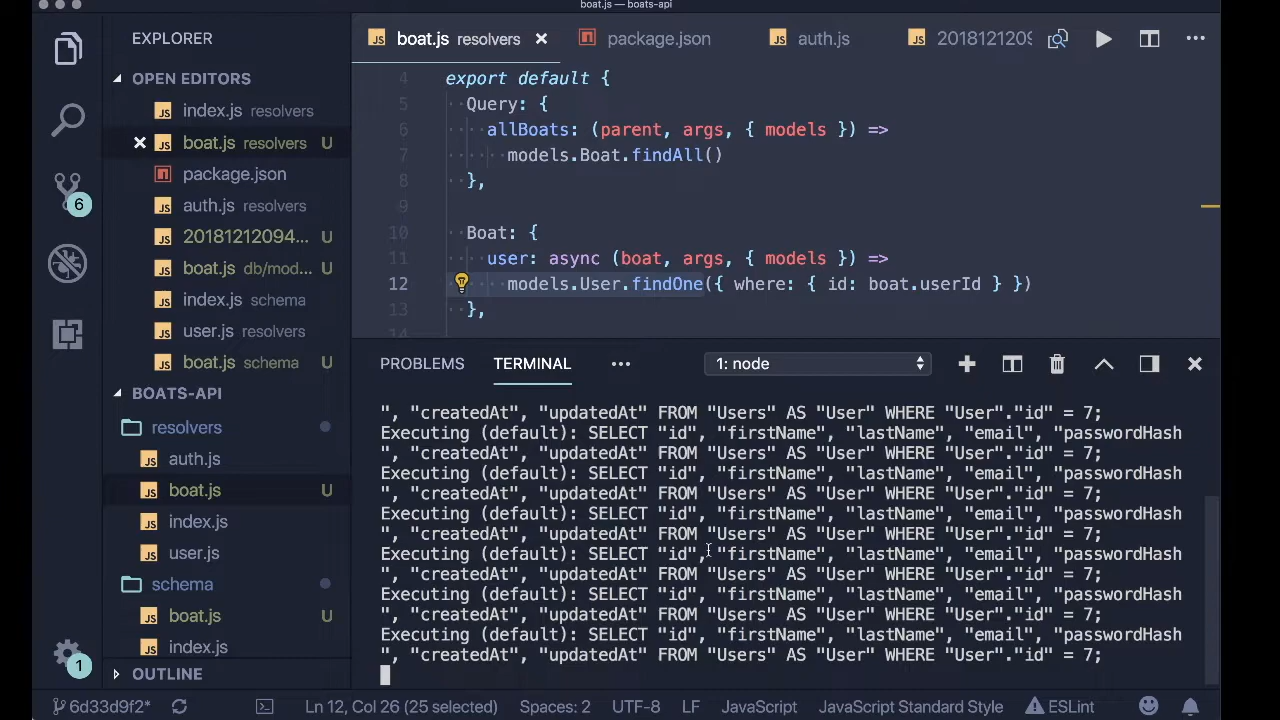 boat.js — boats-api
EXPLORER
OPEN EDITORS
index.js resolvers
boat.js resolvers U
package.json
auth.js resolvers
20181212094... U
boat.js db/mod... U
index.js schema
user.js resolvers
boat.js schema U
BOATS-API
resolvers
auth.js
boat.js U
index.js
user.js
schema
boat.js U
index.js
OUTLINE
6
1
boat.js resolvers package.json auth.js 20181212094
4 export default {
5 Query: {
6 allBoats: (parent, args, { models }) =>
7 models.Boat.findAll()
8 },
9
10 Boat: {
11 user: async (boat, args, { models }) =>
12 models.User.findOne({ where: { id: boat.userId } })
13 },
14
PROBLEMS TERMINAL ••• 1: node
", "createdAt", "updatedAt" FROM "Users" AS "User" WHERE "User"."id" = 7;
Executing (default): SELECT "id", "firstName", "lastName", "email", "passwordHash
", "createdAt", "updatedAt" FROM "Users" AS "User" WHERE "User"."id" = 7;
Executing (default): SELECT "id", "firstName", "lastName", "email", "passwordHash
", "createdAt", "updatedAt" FROM "Users" AS "User" WHERE "User"."id" = 7;
Executing (default): SELECT "id", "firstName", "lastName", "email", "passwordHash
", "createdAt", "updatedAt" FROM "Users" AS "User" WHERE "User"."id" = 7;
Executing (default): SELECT "id", "firstName", "lastName", "email", "passwordHash
", "createdAt", "updatedAt" FROM "Users" AS "User" WHERE "User"."id" = 7;
Executing (default): SELECT "id", "firstName", "lastName", "email", "passwordHash
", "createdAt", "updatedAt" FROM "Users" AS "User" WHERE "User"."id" = 7;
Executing (default): SELECT "id", "firstName", "lastName", "email", "passwordHash
", "createdAt", "updatedAt" FROM "Users" AS "User" WHERE "User"."id" = 7;
6d33d9f2* Ln 12, Col 26 (25 selected) Spaces: 2 UTF-8 LF JavaScript JavaScript Standard Style ESLint